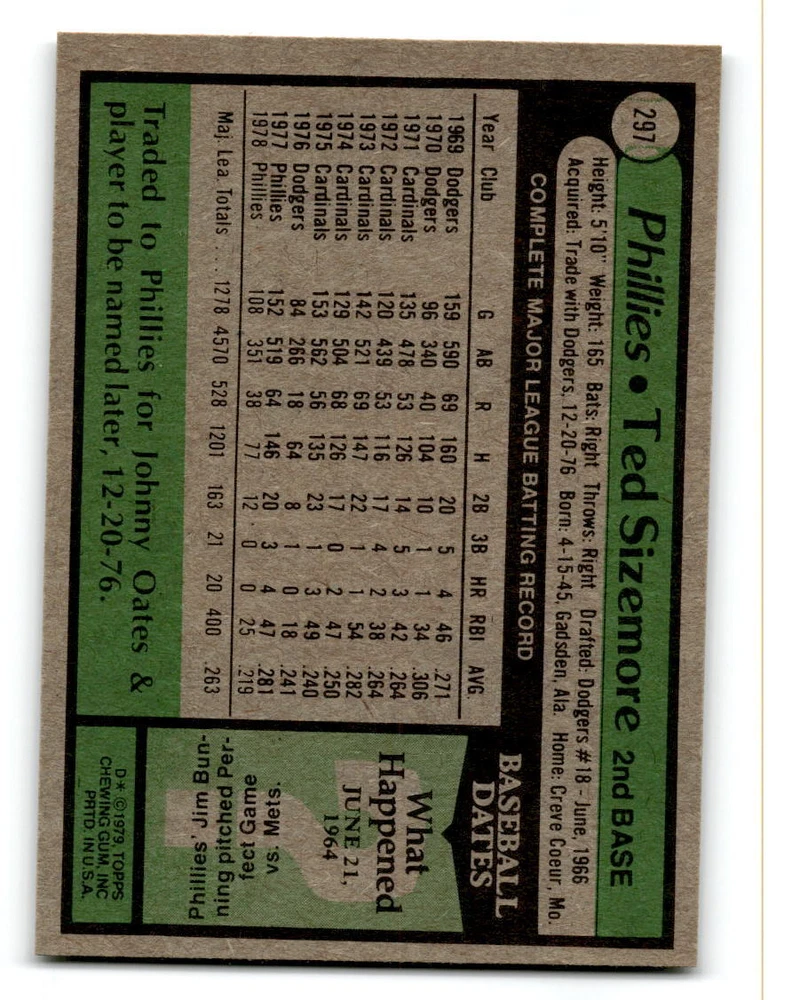 297
Phillies • Ted Sizemore 2nd BASE
Height: 5'10" Weight: 165 Bats: Right Throws: Right Drafted: Dodgers #18 - June, 1966
Acquired: Trade with Dodgers, 12-20-76 Born: 4-15-45, Gadsden, Ala. Home: Creve Coeur, Mo.
COMPLETE MAJOR LEAGUE BATTING RECORD
Year Club G AB R H 2B 3B HR RBI AVG.
1969 Dodgers 159 590 69 160 20 5 4 46 .271
1970 Dodgers 96 340 40 104 10 1 1 34 .306
1971 Cardinals 135 478 53 126 14 5 3 42 .264
1972 Cardinals 120 439 53 116 17 4 2 38 .264
1973 Cardinals 142 521 69 147 22 1 1 54 .282
1974 Cardinals 129 504 68 126 17 0 2 47 .250
1975 Cardinals 153 562 56 135 23 1 3 49 .240
1976 Dodgers 84 266 18 64 8 1 0 18 .241
1977 Phillies 152 519 64 146 20 3 4 47 .281
1978 Phillies 108 351 38 77 12 0 0 25 .219
Maj. Lea. Totals .... 1278 4570 528 1201 163 21 20 400 .263
Traded to Phillies for Johnny Oates &
player to be named later, 12-20-76.
BASEBALL
DATES
What
Happened
JUNE 21,
1964
?
Phillies' Jim Bun-
ning pitched Per-
fect Game
vs. Mets.
D* ©1979, TOPPS
CHEWING GUM, INC
PRTD. IN U.S.A.